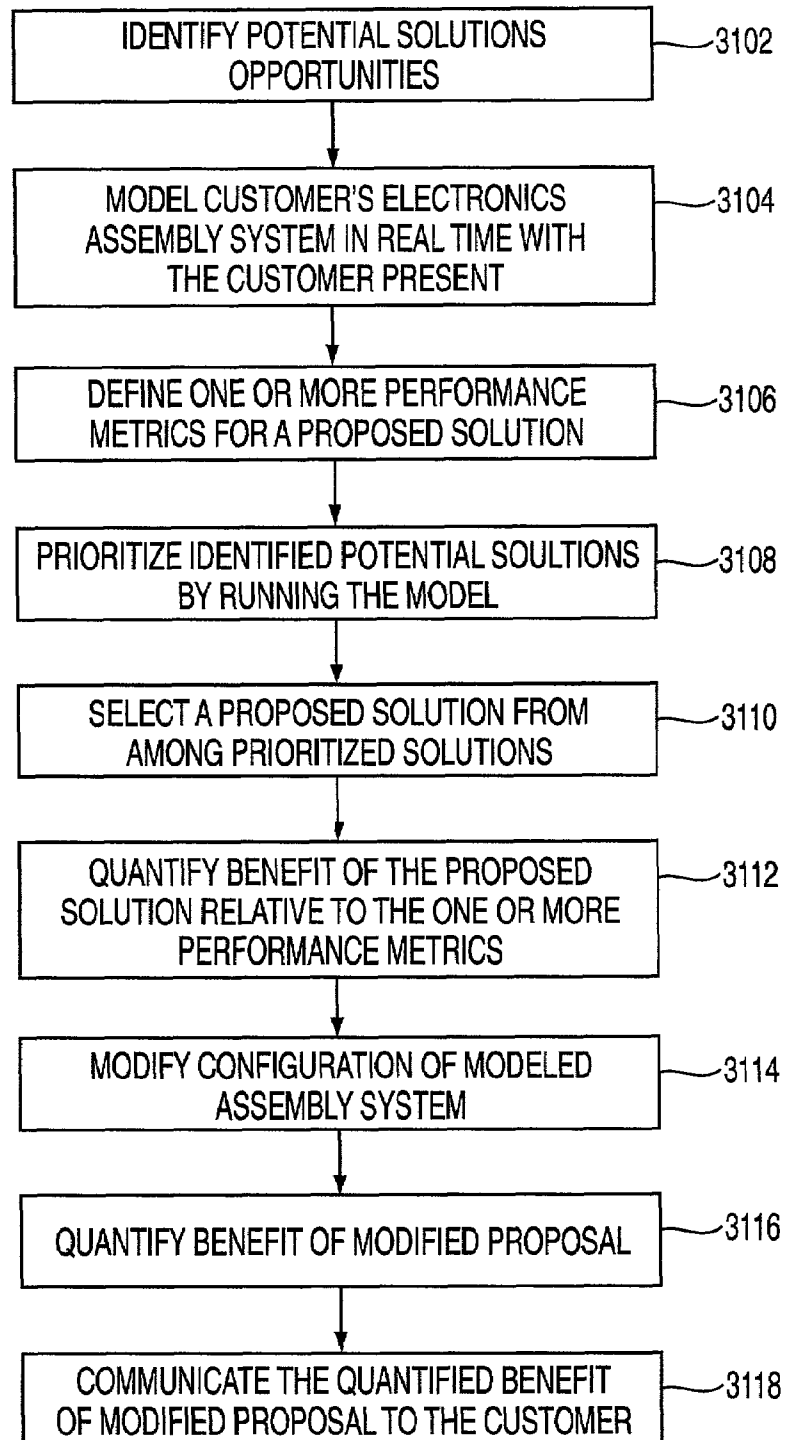 IDENTIFY POTENTIAL SOLUTIONS
OPPORTUNITIES
3102
MODEL CUSTOMER'S ELECTRONICS
ASSEMBLY SYSTEM IN REAL TIME WITH
THE CUSTOMER PRESENT
3104
DEFINE ONE OR MORE PERFORMANCE
METRICS FOR A PROPOSED SOLUTION
3106
PRIORITIZE IDENTIFIED POTENTIAL SOULTIONS
BY RUNNING THE MODEL
3108
SELECT A PROPOSED SOLUTION FROM
AMONG PRIORITIZED SOLUTIONS
3110
QUANTIFY BENEFIT OF THE PROPOSED
SOLUTION RELATIVE TO THE ONE OR MORE
PERFORMANCE METRICS
3112
MODIFY CONFIGURATION OF MODELED
ASSEMBLY SYSTEM
3114
QUANTIFY BENEFIT OF MODIFIED PROPOSAL
3116
COMMUNICATE THE QUANTIFIED BENEFIT
OF MODIFIED PROPOSAL TO THE CUSTOMER
3118